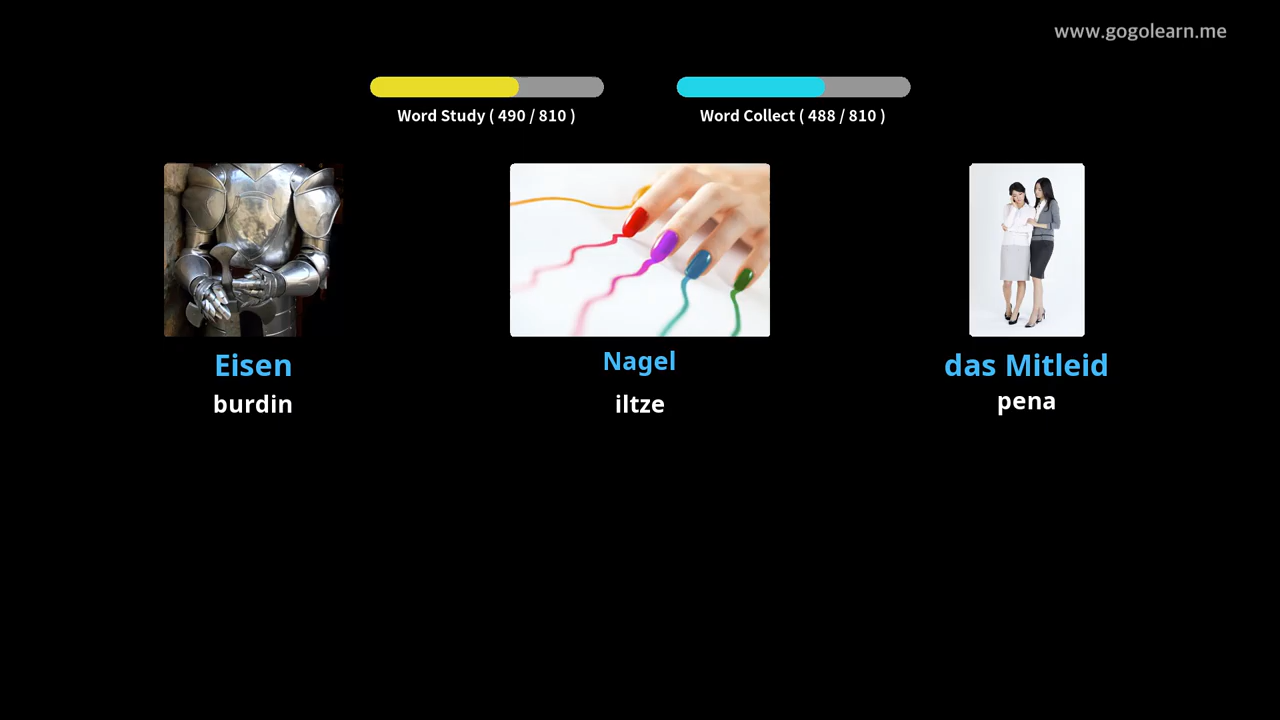 www.gogolearn.me
Word Study ( 490 / 810 )
Word Collect ( 488 / 810 )
Eisen
burdin
Nagel
iltze
das Mitleid
pena